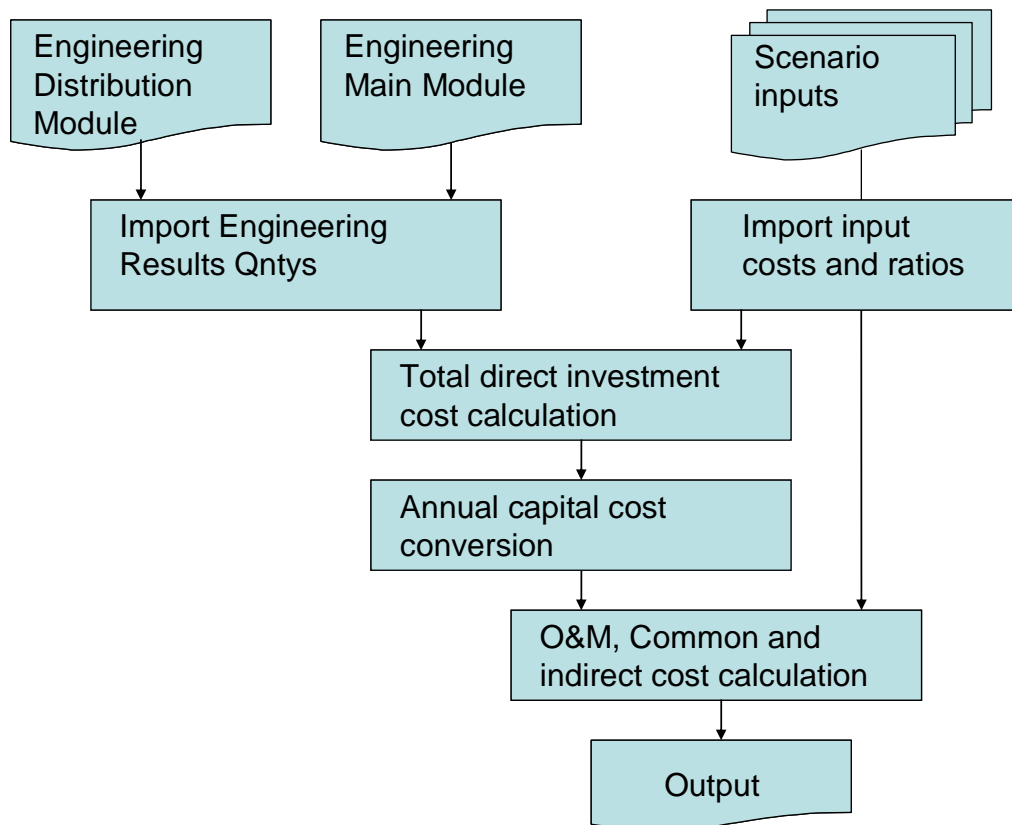 Engineering
Distribution
Module
Engineering
Main Module
Scenario
inputs
Import Engineering
Results Qntys
Import input
costs and ratios
Total direct investment
cost calculation
Annual capital cost
conversion
O&M, Common and
indirect cost calculation
Output